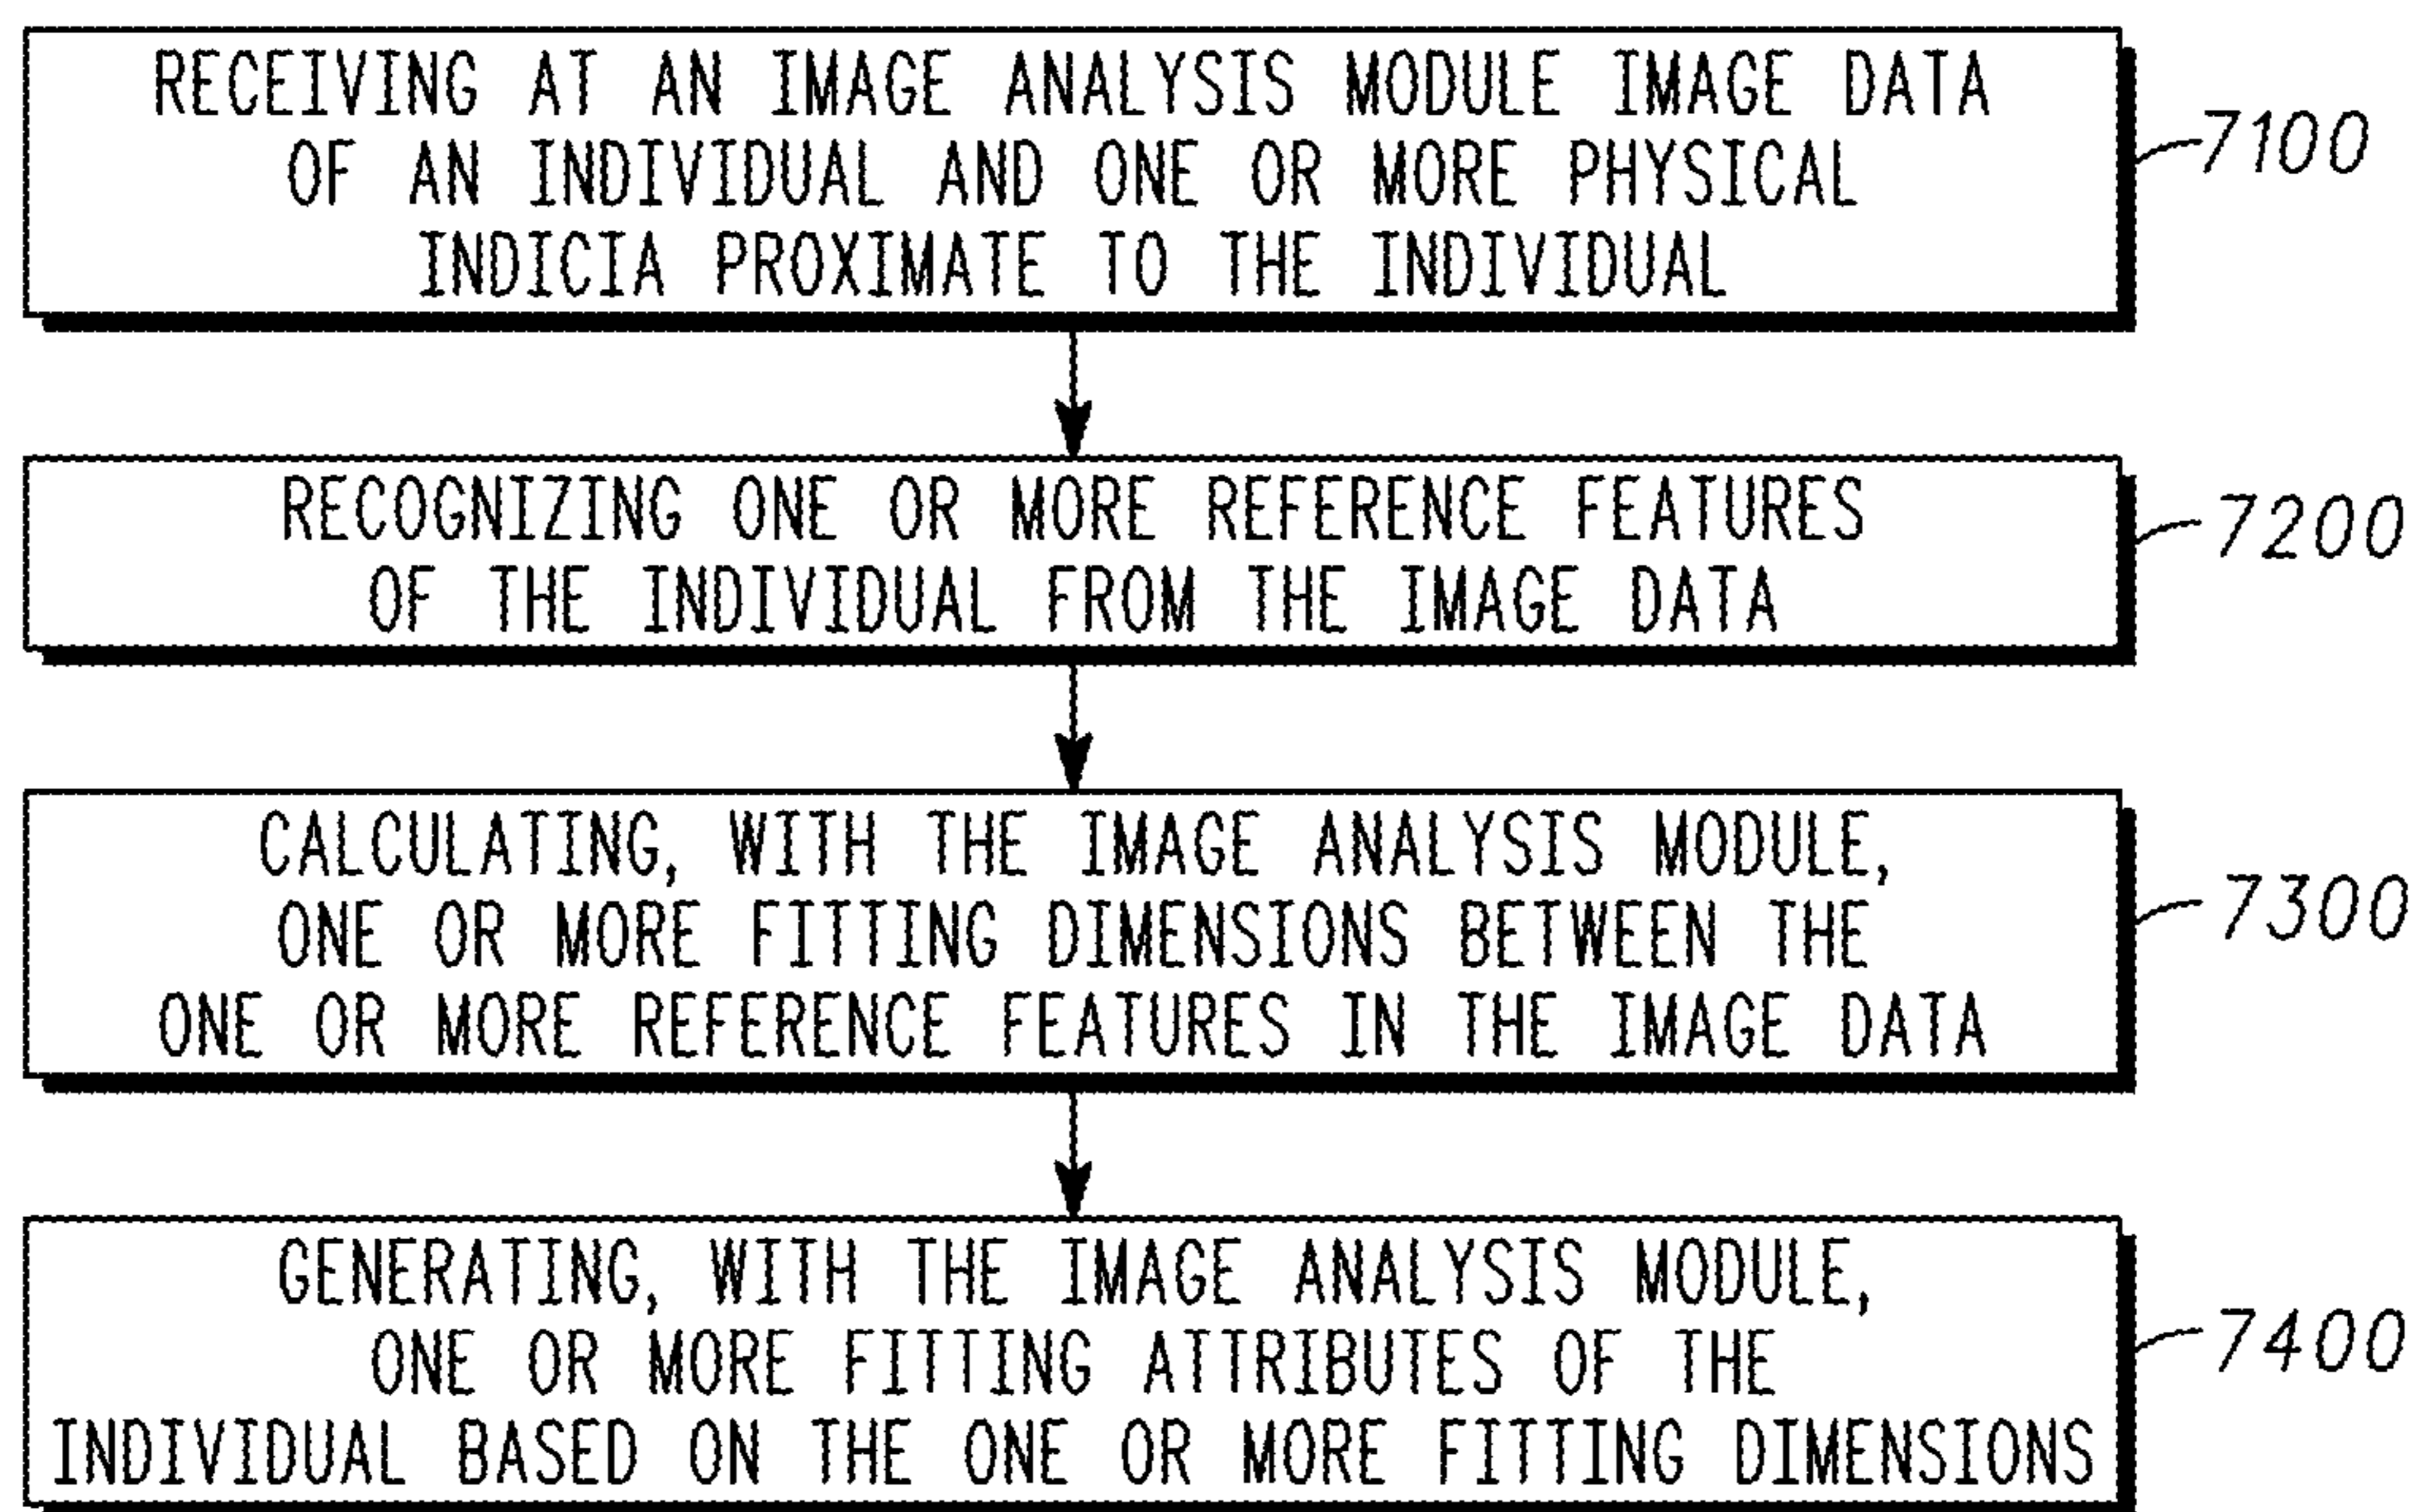 RECEIVING AT AN IMAGE ANALYSIS MODULE IMAGE DATA
OF AN INDIVIDUAL AND ONE OR MORE PHYSICAL
INDICIA PROXIMATE TO THE INDIVIDUAL
7100
RECOGNIZING ONE OR MORE REFERENCE FEATURES
OF THE INDIVIDUAL FROM THE IMAGE DATA
7200
CALCULATING, WITH THE IMAGE ANALYSIS MODULE,
ONE OR MORE FITTING DIMENSIONS BETWEEN THE
ONE OR MORE REFERENCE FEATURES IN THE IMAGE DATA
7300
GENERATING, WITH THE IMAGE ANALYSIS MODULE,
ONE OR MORE FITTING ATTRIBUTES OF THE
INDIVIDUAL BASED ON THE ONE OR MORE FITTING DIMENSIONS
7400